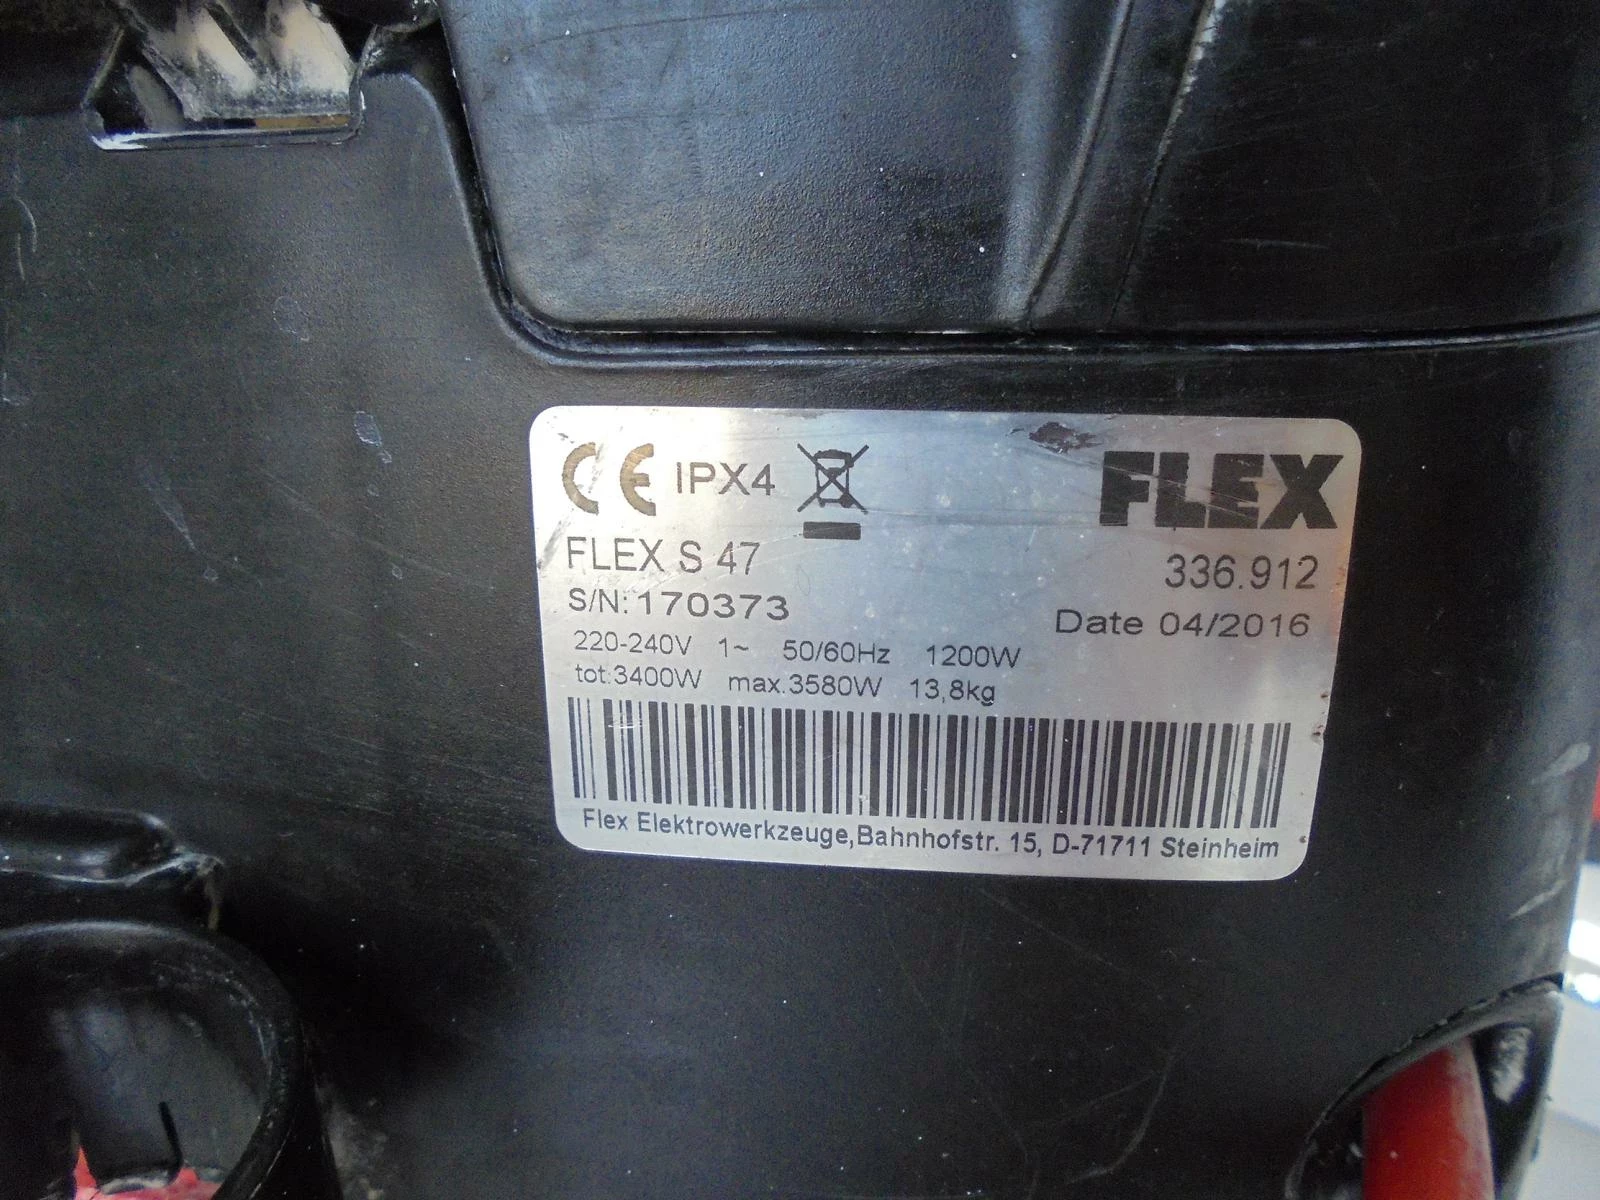 CE IPX4 FLEX
FLEX S 47 336.912
S/N: 170373 Date 04/2016
220-240V 1~ 50/60Hz 1200W
tot.3400W max.3580W 13,8kg
Flex Elektrowerkzeuge,Bahnhofstr. 15, D-71711 Steinheim